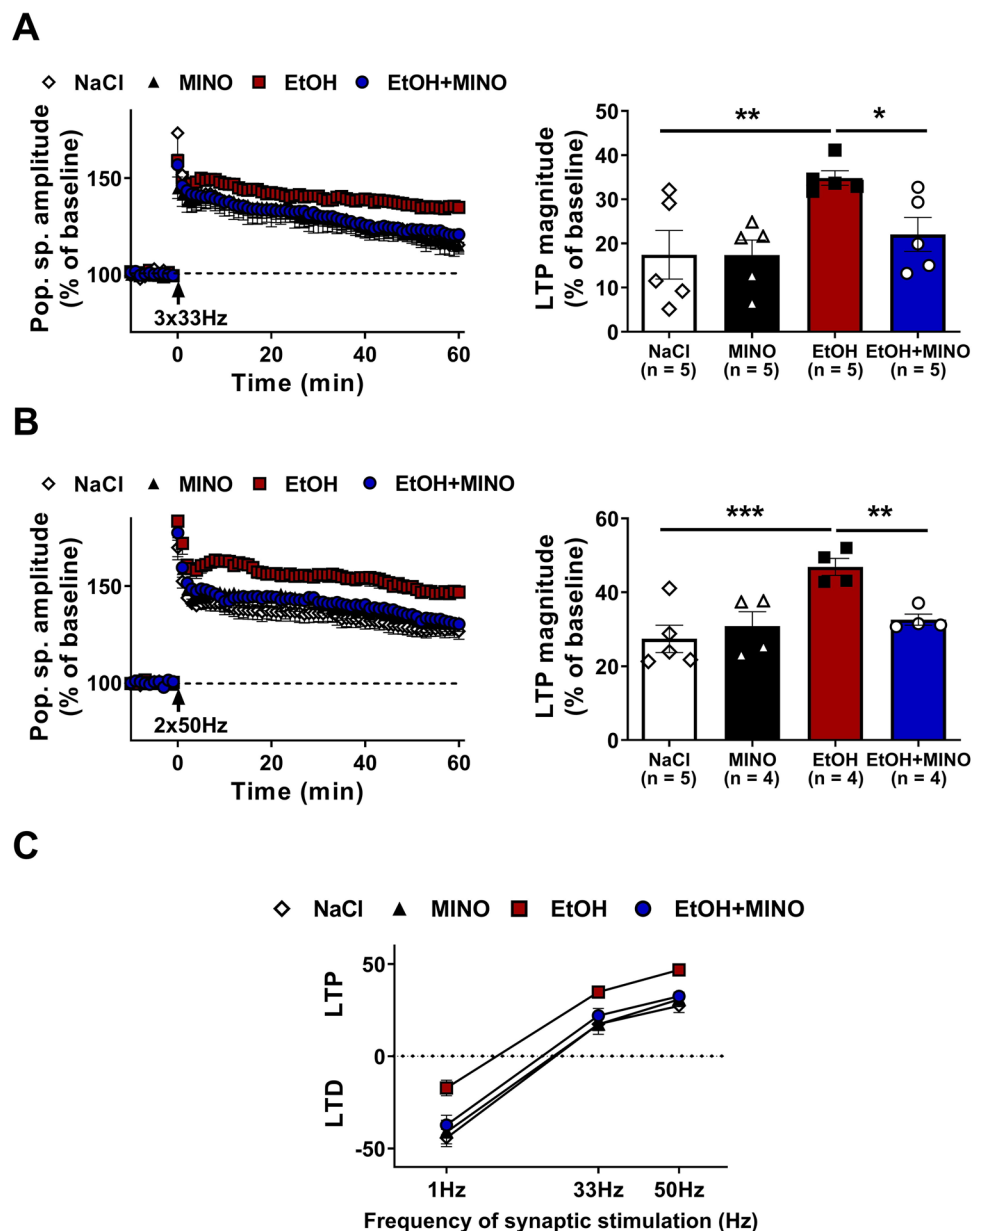 A
NaCl MINO EtOH EtOH+MINO
Pop. sp. amplitude
(% of baseline)
150
100
3x33Hz
0 20 40 60
Time (min)
LTP magnitude
(% of baseline)
50
40
30
20
10
0
** *
NaCl MINO EtOH EtOH+MINO
(n = 5) (n = 5) (n = 5) (n = 5)
B
NaCl MINO EtOH EtOH+MINO
Pop. sp. amplitude
(% of baseline)
150
100
2x50Hz
0 20 40 60
Time (min)
LTP magnitude
(% of baseline)
60
40
20
0
*** **
NaCl MINO EtOH EtOH+MINO
(n = 5) (n = 4) (n = 4) (n = 4)
C
NaCl MINO EtOH EtOH+MINO
LTP
LTD
50
0
-50
1Hz 33Hz 50Hz
Frequency of synaptic stimulation (Hz)